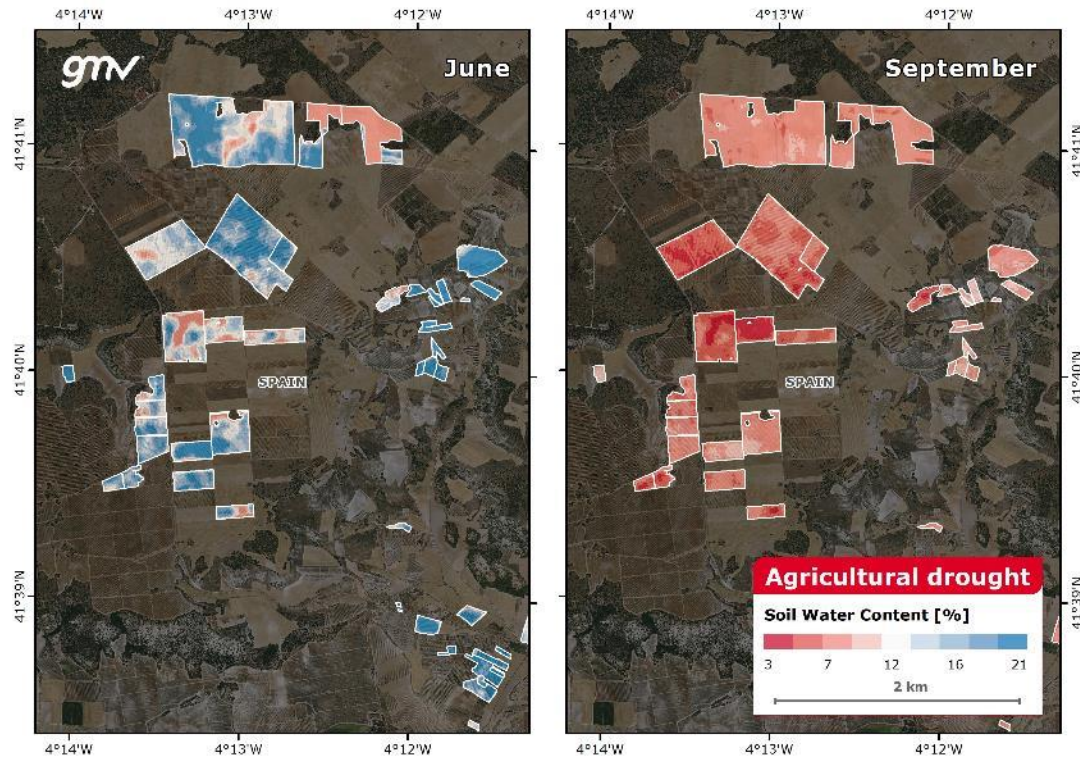 4°14'W 4°13'W 4°12'W
4°14'W 4°13'W 4°12'W
gmv
June
September
41°41'N
41°40'N
41°39'N
SPAIN
SPAIN
41°41'N
41°40'N
41°39'N
Agricultural drought
Soil Water Content [%]
3 7 12 16 21
2 km
4°14'W 4°13'W 4°12'W
4°14'W 4°13'W 4°12'W